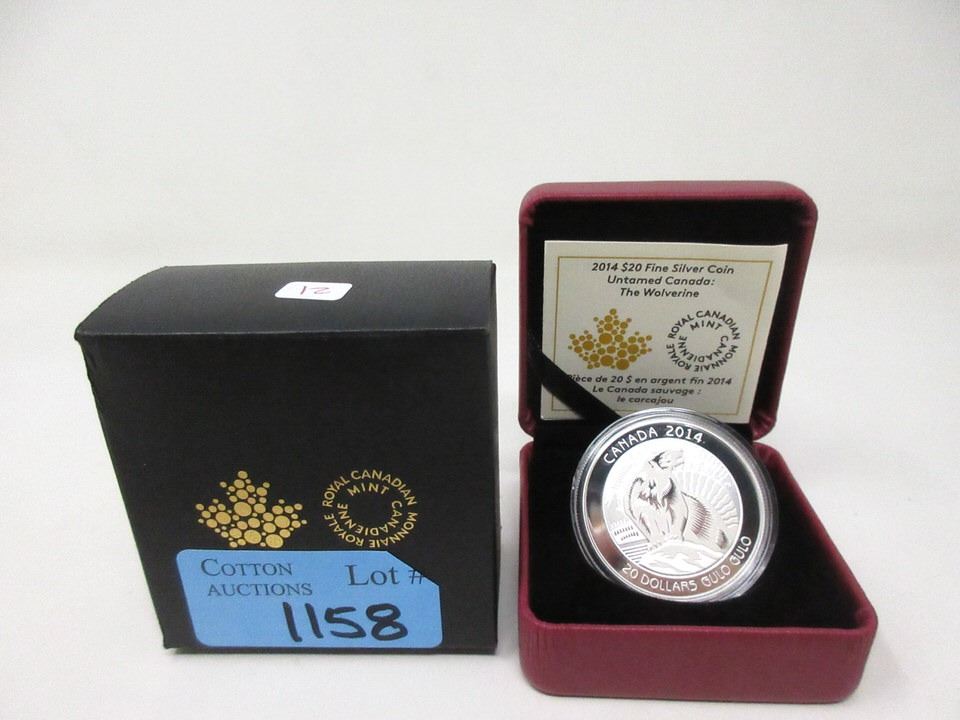 12
ROYAL CANADIAN MINT
MONNAIE ROYALE CANADIENNE
COTTON
AUCTIONS
Lot #
1158
2014 $20 Fine Silver Coin
Untamed Canada:
The Wolverine
ROYAL CANADIAN MINT
MONNAIE ROYALE CANADIENNE
Pièce de 20 $ en argent fin 2014
Le Canada sauvage :
le carcajou
CANADA 2014
20 DOLLARS GULO GULO